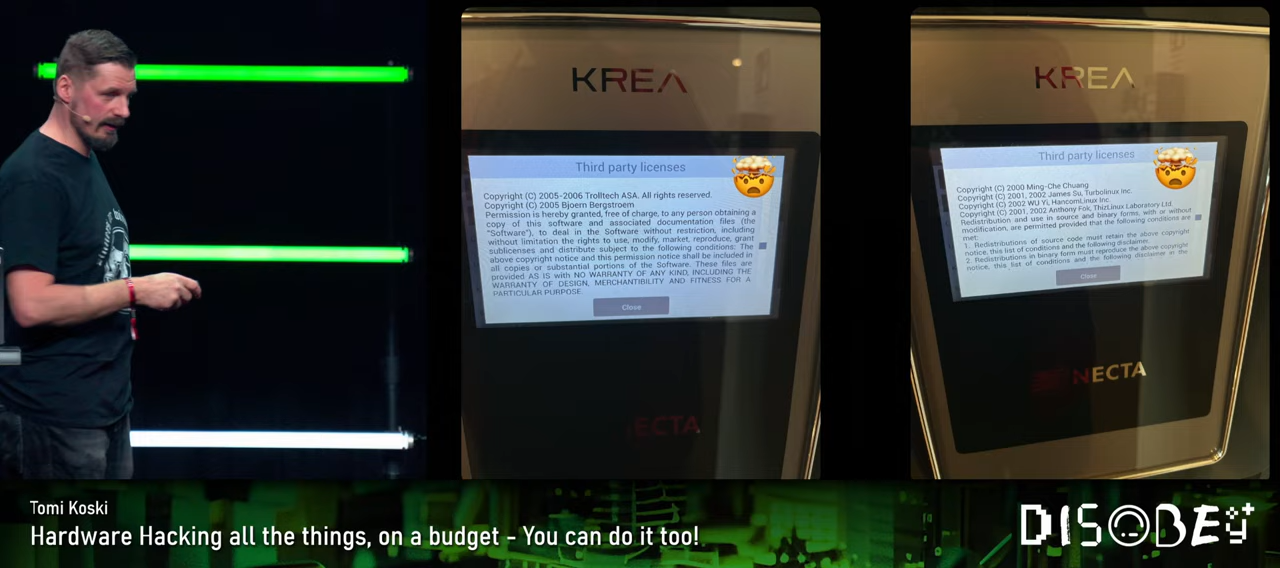 KREA
Third party licenses
Copyright (C) 2005-2006 Trolltech ASA. All rights reserved.
Copyright (C) 2005 Bjoern Bergstroem
Permission is hereby granted, free of charge, to any person obtaining a
copy of this software and associated documentation files (the
"Software"), to deal in the Software without restriction, including
without limitation the rights to use, modify, market, reproduce, grant
sublicenses and distribute subject to the following conditions: The
above copyright notice and this permission notice shall be included in
all copies or substantial portions of the Software. These files are
provided AS IS with NO WARRANTY OF ANY KIND, INCLUDING THE
WARRANTY OF DESIGN, MERCHANTIBILITY AND FITNESS FOR A
PARTICULAR PURPOSE.
Close
ECTA
KREA
Third party licenses
Copyright (C) 2000 Ming-Che Chuang
Copyright (C) 2001, 2002 James Su, Turbolinux Inc.
Copyright (C) 2002 WU Yi, HancomLinux Inc.
Copyright (C) 2001, 2002 Anthony Fok, ThizLinux Laboratory Ltd.
Redistribution and use in source and binary forms, with or without
modification, are permitted provided that the following conditions are
met:
1. Redistributions of source code must retain the above copyright
notice, this list of conditions and the following disclaimer.
2. Redistributions in binary form must reproduce the above copyright
notice, this list of conditions and the following disclaimer in the
Close
NECTA
Tomi Koski
Hardware Hacking all the things, on a budget - You can do it too!
DISOBEY